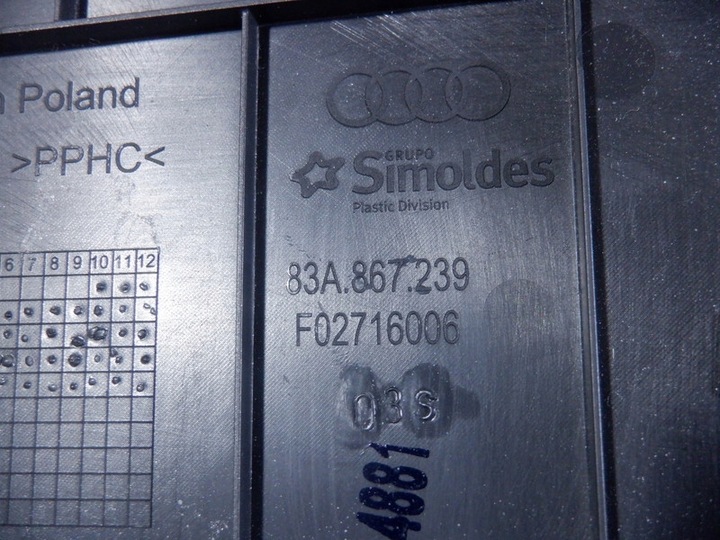 n Poland
>PPHC<
6 7 8 9 10 11 12
GRUPO
Simoldes
Plastic Division
83A.867.239
F02716006
03s
4881